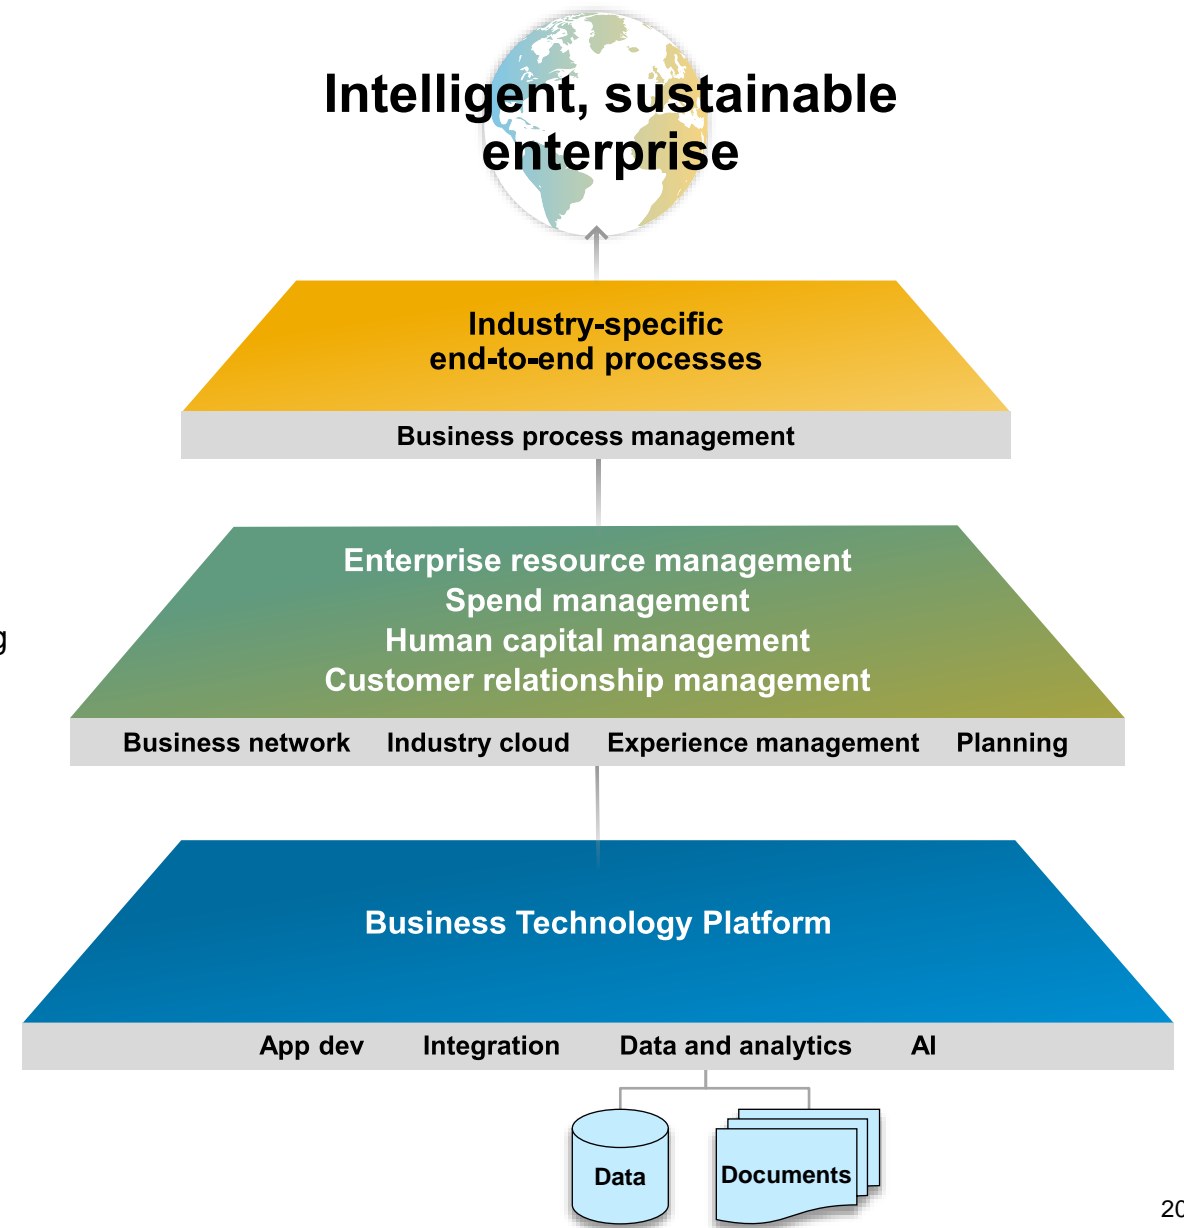 Intelligent, sustainable
enterprise
Industry-specific
end-to-end processes
Business process management
Enterprise resource management
Spend management
Human capital management
Customer relationship management
g
Business network Industry cloud Experience management Planning
Business Technology Platform
App dev Integration Data and analytics AI
Data Documents
20